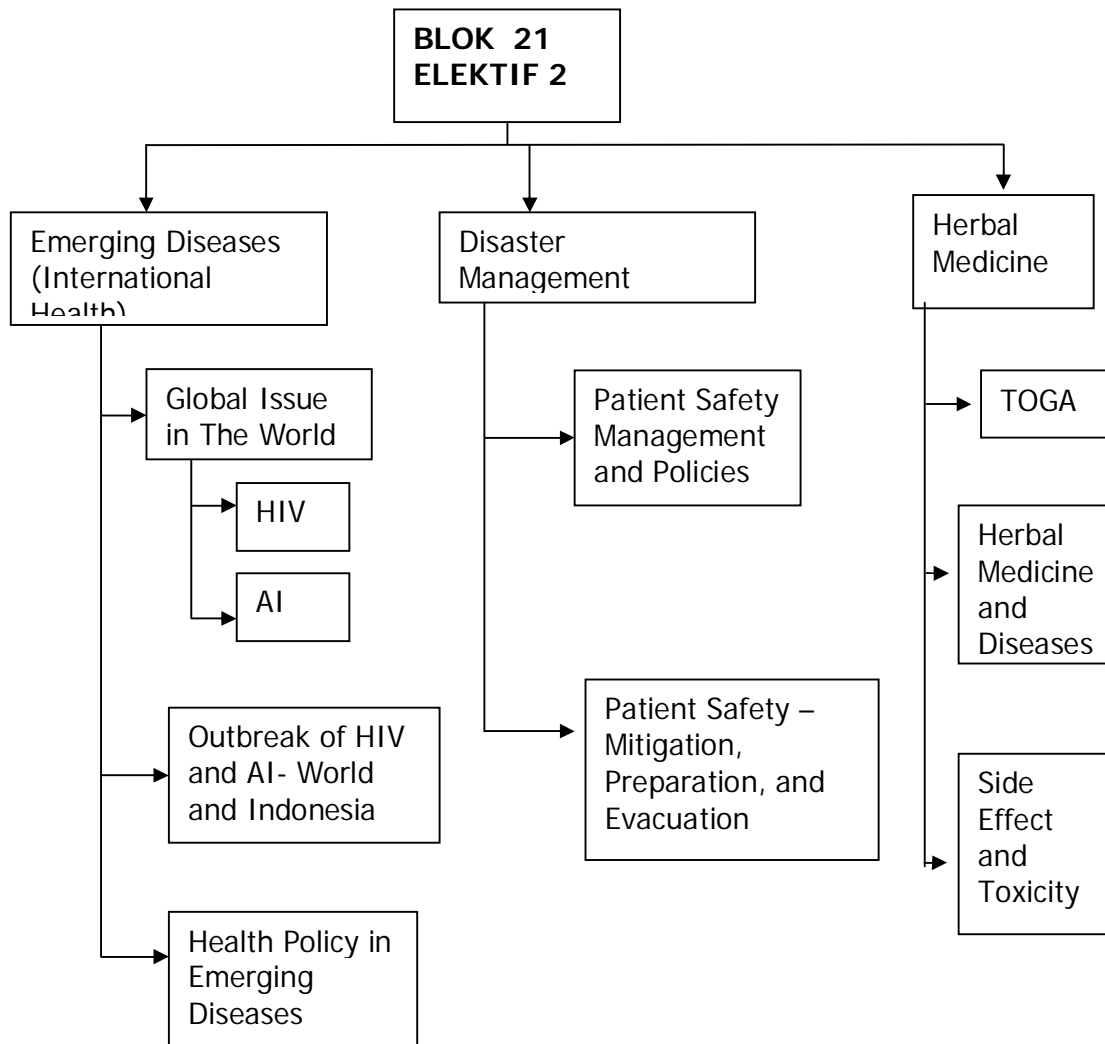 BLOK 21
ELEKTIF 2
Emerging Diseases
(International
Health)
Disaster
Management
Herbal
Medicine
Global Issue
in The World
HIV
AI
Outbreak of HIV
and AI- World
and Indonesia
Health Policy in
Emerging
Diseases
Patient Safety
Management
and Policies
Patient Safety –
Mitigation,
Preparation, and
Evacuation
TOGA
Herbal
Medicine
and
Diseases
Side
Effect
and
Toxicity